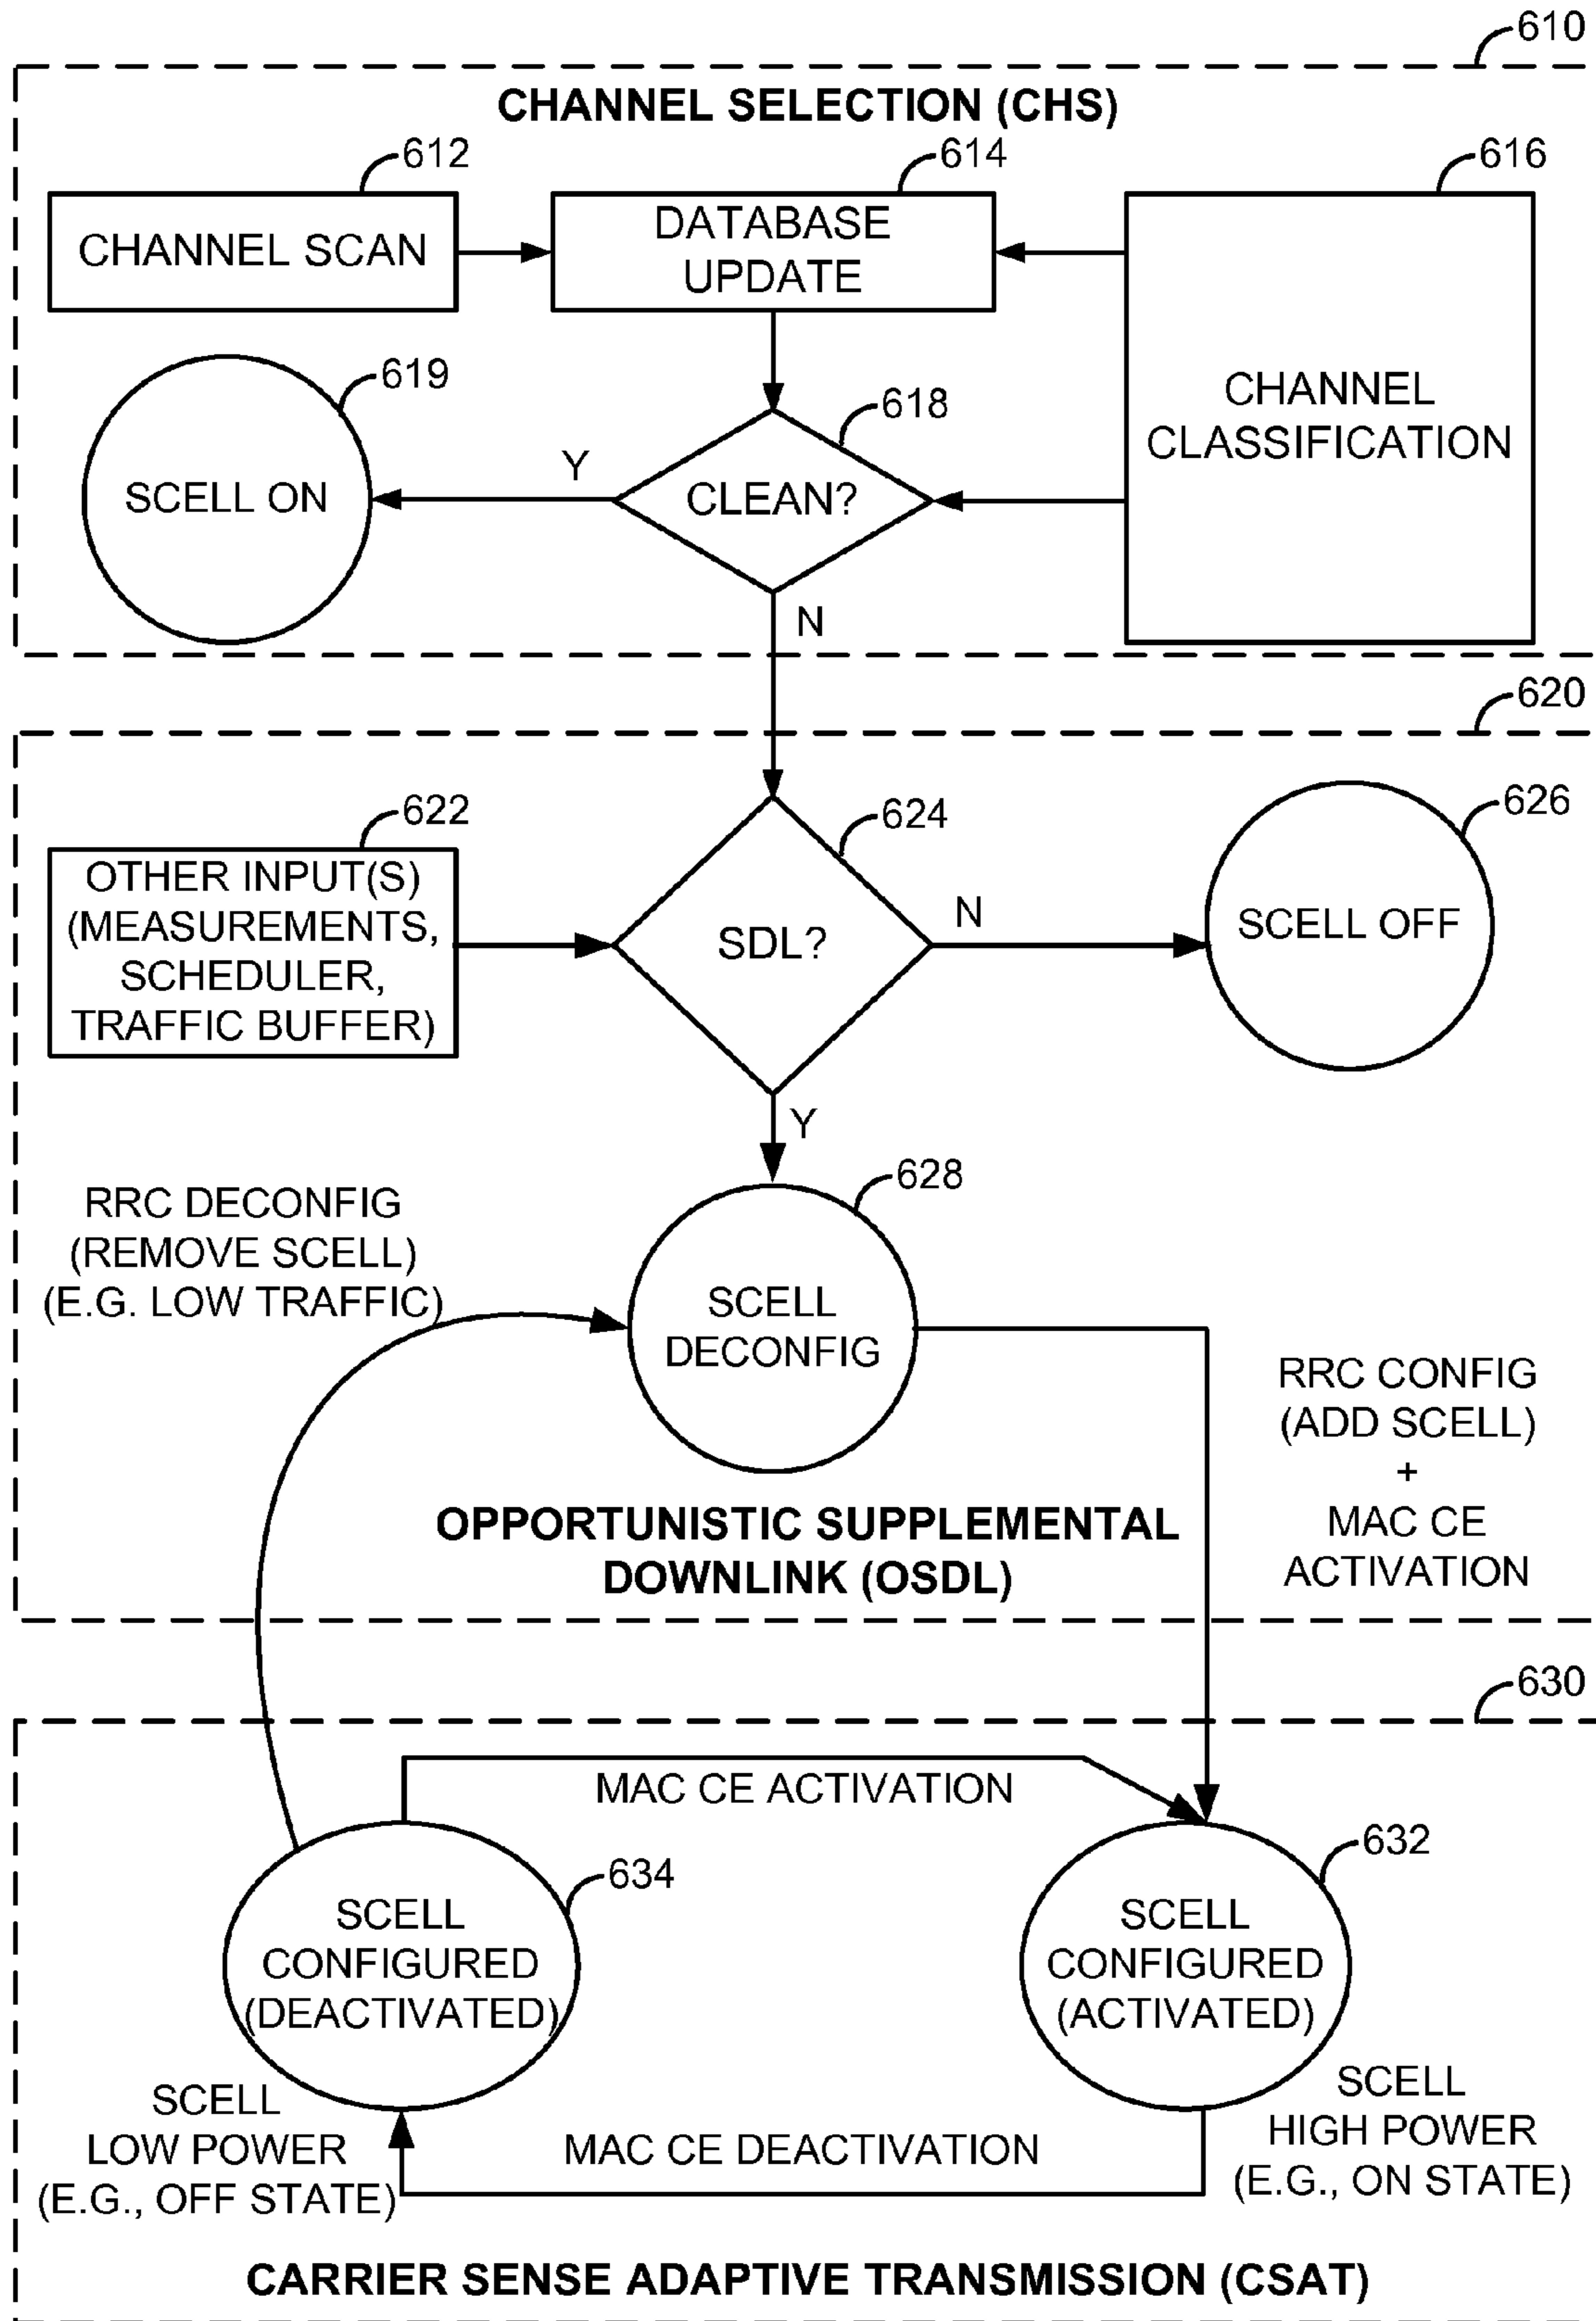 610
CHANNEL SELECTION (CHS)
612
614
616
CHANNEL SCAN
DATABASE
UPDATE
CHANNEL
CLASSIFICATION
619
618
SCELL ON
Y
CLEAN?
N
620
622
624
626
OTHER INPUT(S)
(MEASUREMENTS,
SCHEDULER,
TRAFFIC BUFFER)
SDL?
N
SCELL OFF
Y
628
RRC DECONFIG
(REMOVE SCELL)
(E.G. LOW TRAFFIC)
SCELL
DECONFIG
RRC CONFIG
(ADD SCELL)
+
MAC CE
ACTIVATION
OPPORTUNISTIC SUPPLEMENTAL
DOWNLINK (OSDL)
630
MAC CE ACTIVATION
634
632
SCELL
CONFIGURED
(DEACTIVATED)
SCELL
CONFIGURED
(ACTIVATED)
SCELL
LOW POWER
(E.G., OFF STATE)
MAC CE DEACTIVATION
SCELL
HIGH POWER
(E.G., ON STATE)
CARRIER SENSE ADAPTIVE TRANSMISSION (CSAT)